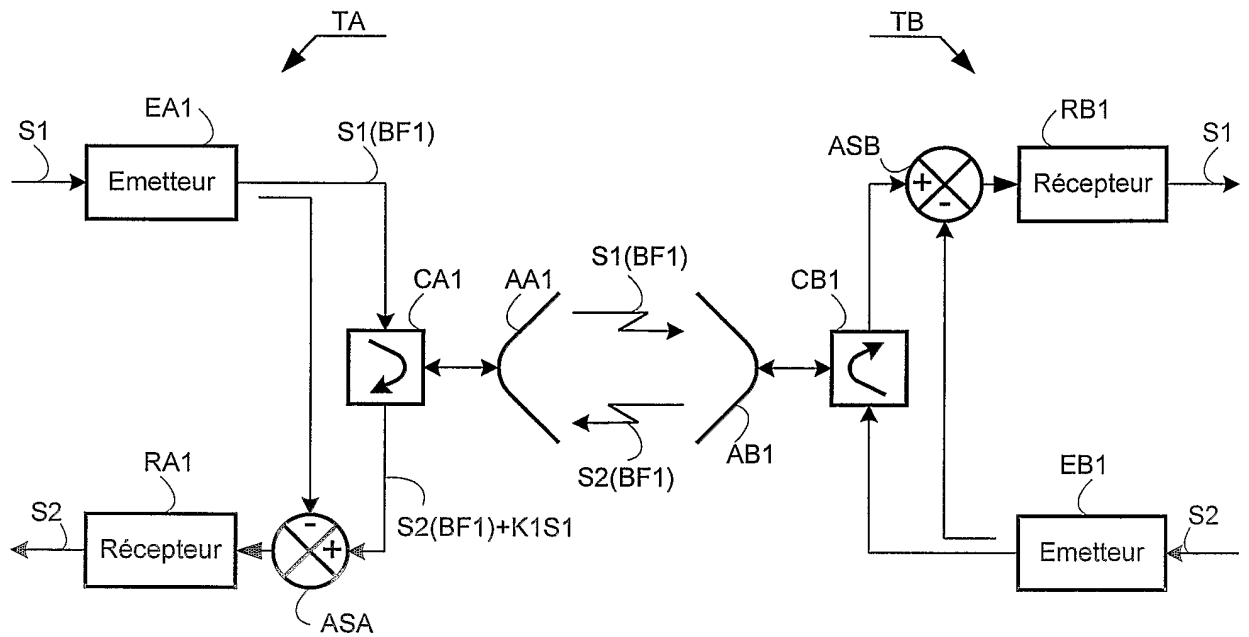 TA
TB
EA1
S1
Emetteur
S1(BF1)
ASB
+
-
RB1
Récepteur
S1
CA1
AA1
S1(BF1)
CB1
S2(BF1)
AB1
RA1
S2
Récepteur
-
+
S2(BF1)+K1S1
ASA
EB1
Emetteur
S2